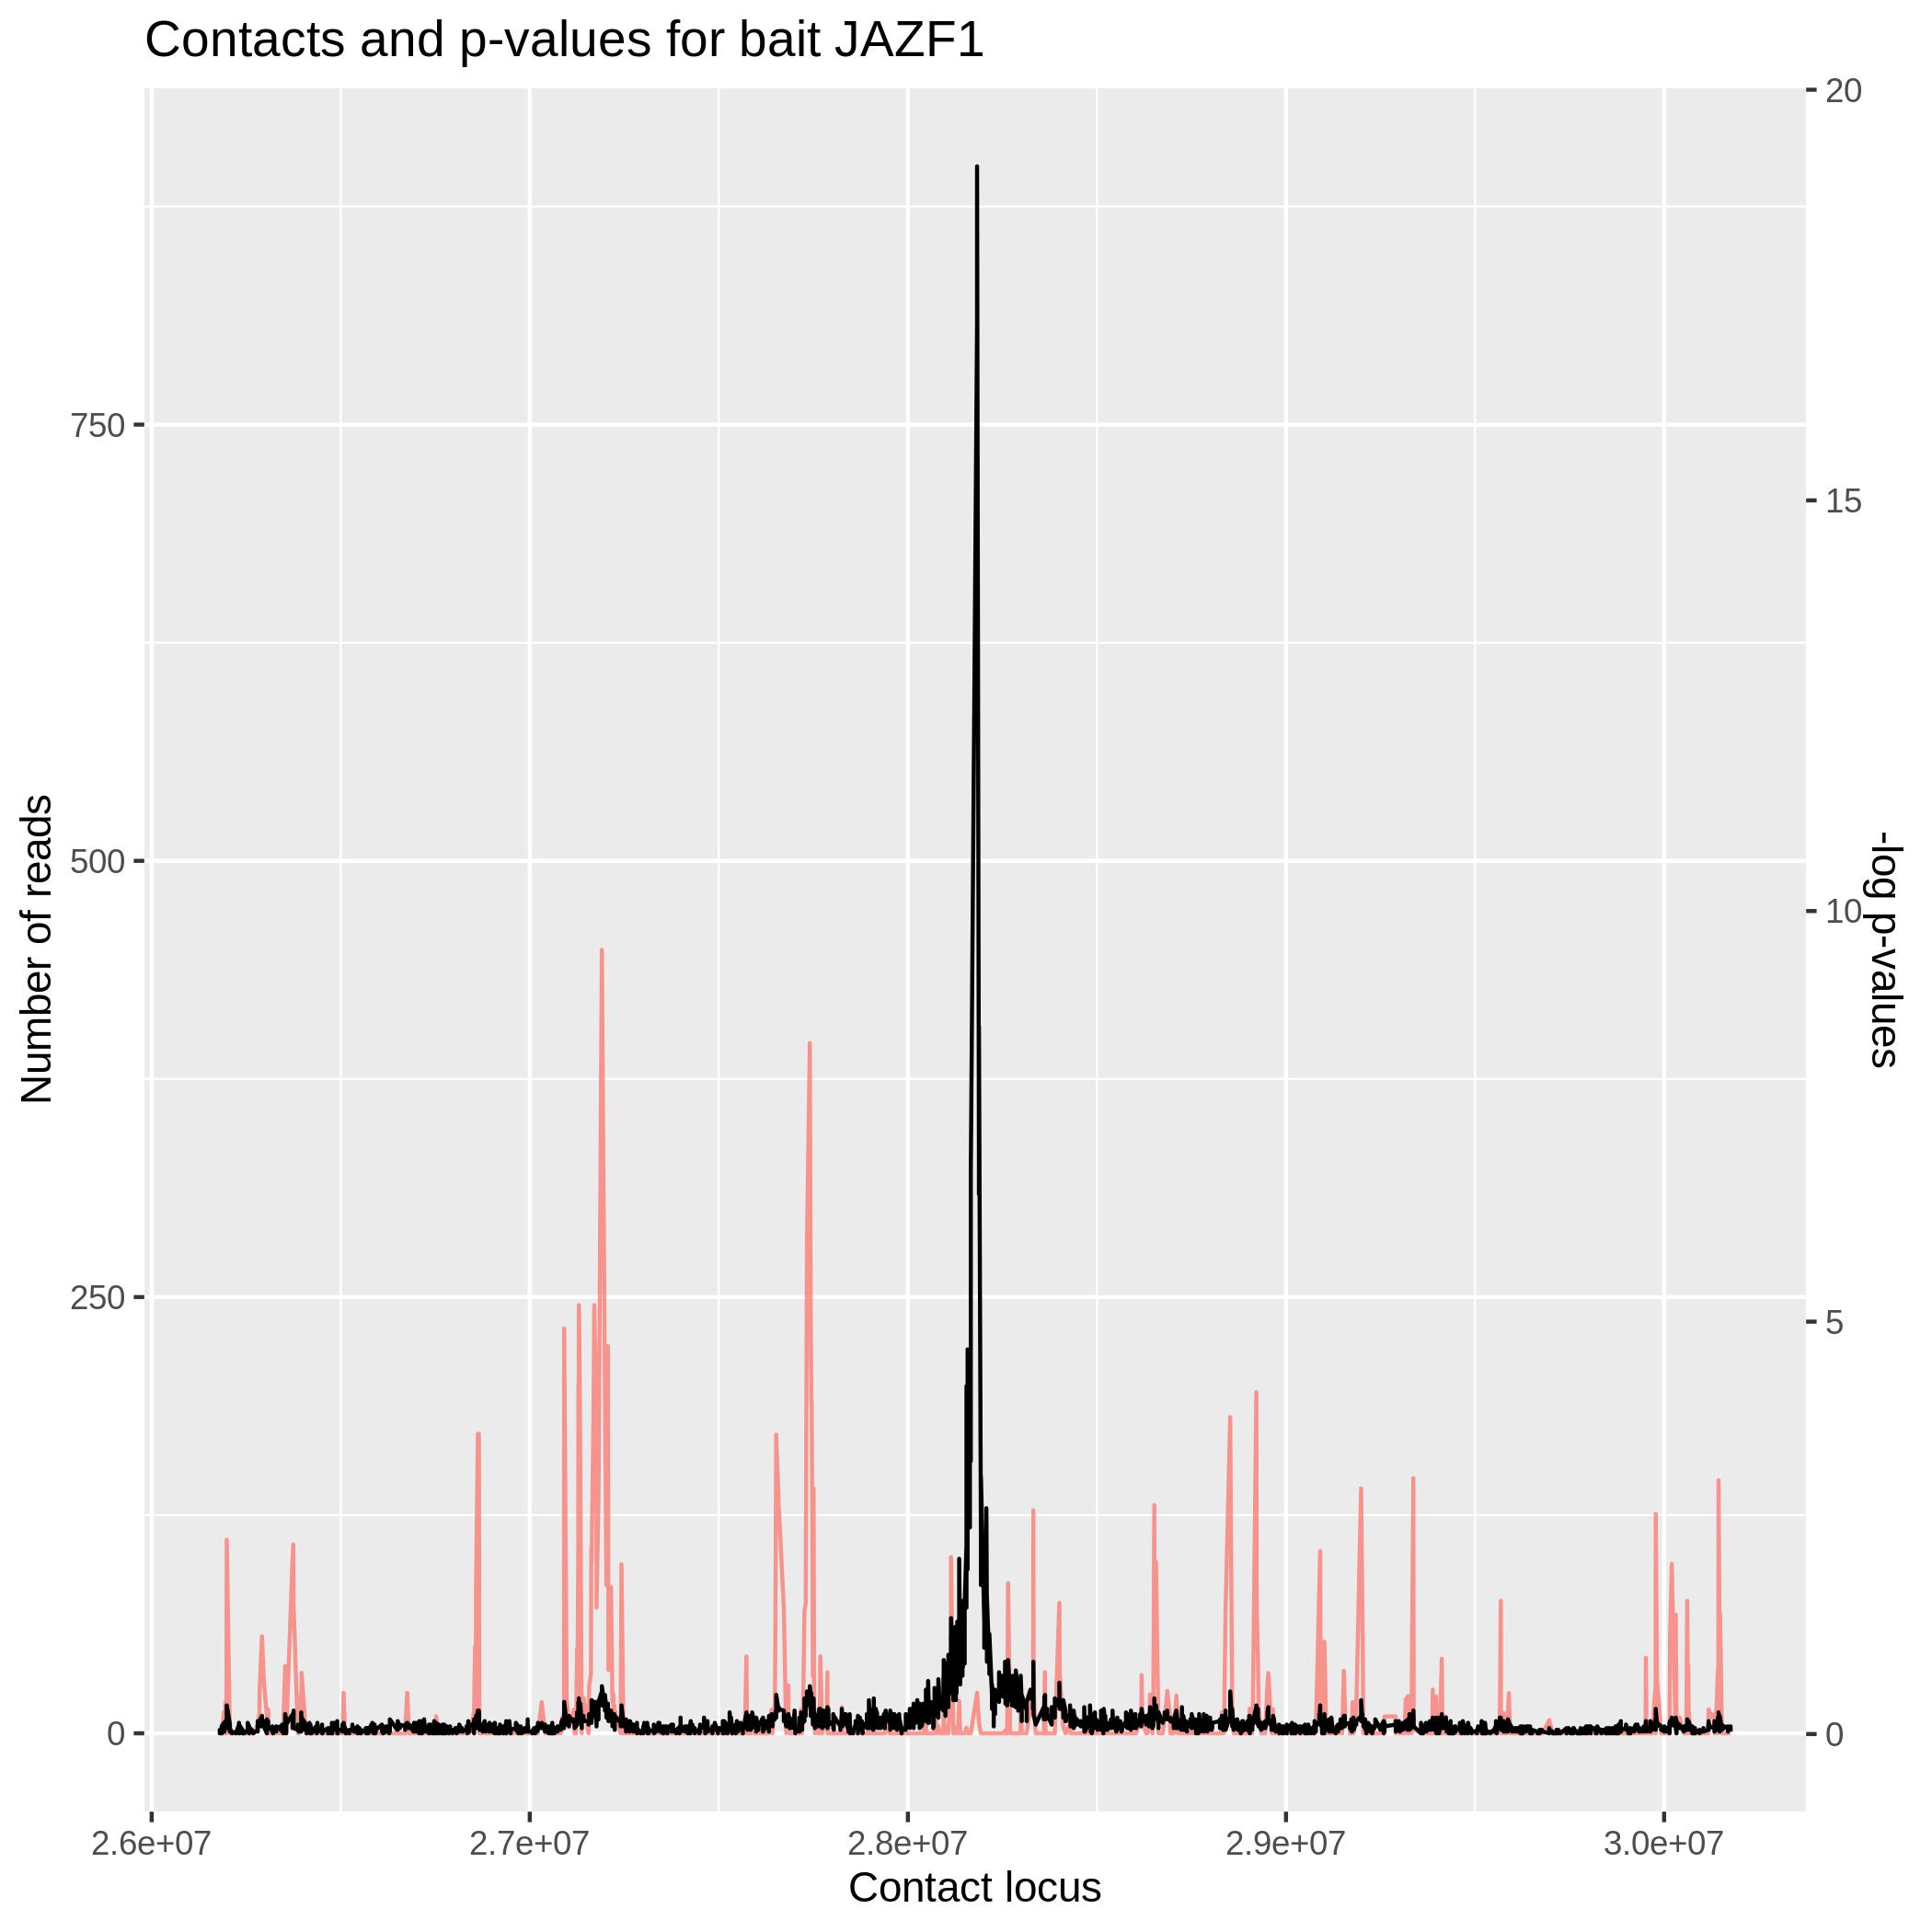 Contacts and p-values for bait JAZF1
Number of reads
750
500
250
0
20
15
10
5
0
-log p-values
2.6e+07
2.7e+07
2.8e+07
2.9e+07
3.0e+07
Contact locus